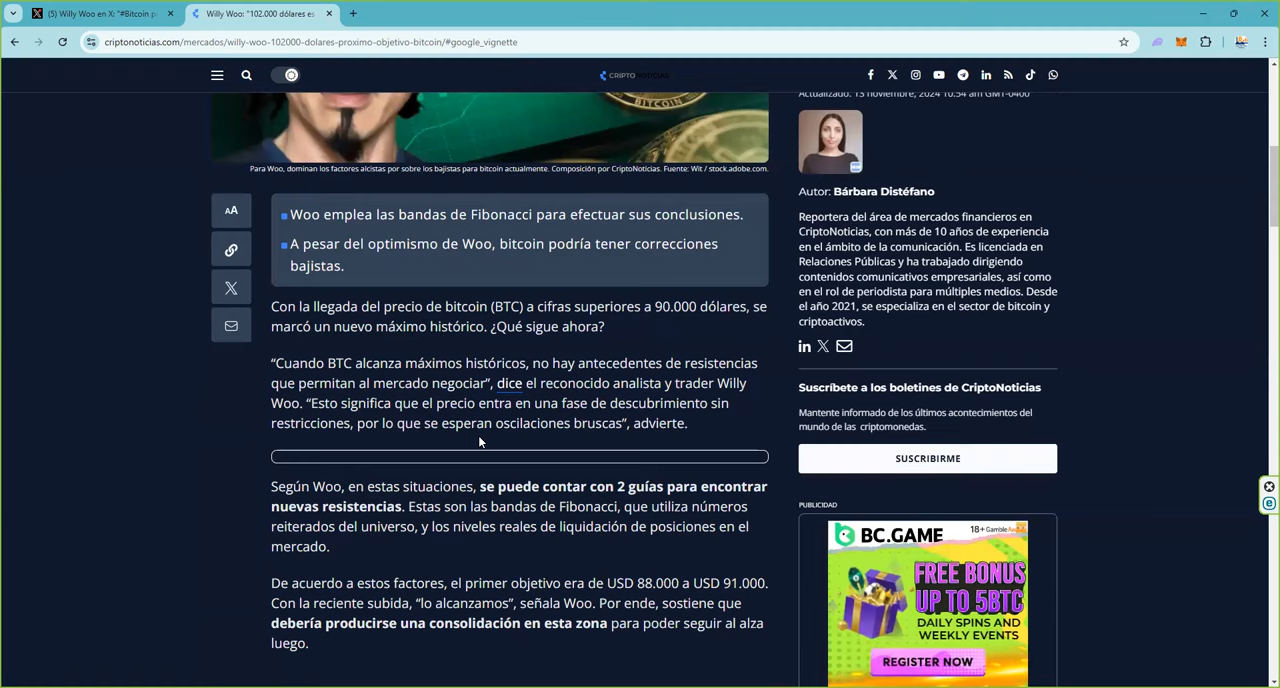 (5) Willy Woo en X: "#Bitcoin p
Willy Woo: "102.000 dólares es
criptonoticias.com/mercados/willy-woo-102000-dolares-proximo-objetivo-bitcoin/#google_vignette
CRIPTONOTICIAS
Actualizado: 13 noviembre, 2024 10:54 am GMT-0400
BITCOIN
Para Woo, dominan los factores alcistas por sobre los bajistas para bitcoin actualmente. Composición por CriptoNoticias. Fuente: Wit / stock.adobe.com.
AA
Woo emplea las bandas de Fibonacci para efectuar sus conclusiones.
A pesar del optimismo de Woo, bitcoin podría tener correcciones
bajistas.
Con la llegada del precio de bitcoin (BTC) a cifras superiores a 90.000 dólares, se
marcó un nuevo máximo histórico. ¿Qué sigue ahora?
“Cuando BTC alcanza máximos históricos, no hay antecedentes de resistencias
que permitan al mercado negociar”, dice el reconocido analista y trader Willy
Woo. “Esto significa que el precio entra en una fase de descubrimiento sin
restricciones, por lo que se esperan oscilaciones bruscas”, advierte.
Según Woo, en estas situaciones, se puede contar con 2 guías para encontrar
nuevas resistencias. Estas son las bandas de Fibonacci, que utiliza números
reiterados del universo, y los niveles reales de liquidación de posiciones en el
mercado.
De acuerdo a estos factores, el primer objetivo era de USD 88.000 a USD 91.000.
Con la reciente subida, “lo alcanzamos”, señala Woo. Por ende, sostiene que
debería producirse una consolidación en esta zona para poder seguir al alza
luego.
Autor: Bárbara Distéfano
Reportera del área de mercados financieros en
CriptoNoticias, con más de 10 años de experiencia
en el ámbito de la comunicación. Es licenciada en
Relaciones Públicas y ha trabajado dirigiendo
contenidos comunicativos empresariales, así como
en el rol de periodista para múltiples medios. Desde
el año 2021, se especializa en el sector de bitcoin y
criptoactivos.
Suscríbete a los boletines de CriptoNoticias
Mantente informado de los últimos acontecimientos del
mundo de las criptomonedas.
SUSCRIBIRME
PUBLICIDAD
BC.GAME
18+
FREE BONUS
UP TO 5BTC
DAILY SPINS AND
WEEKLY EVENTS
REGISTER NOW